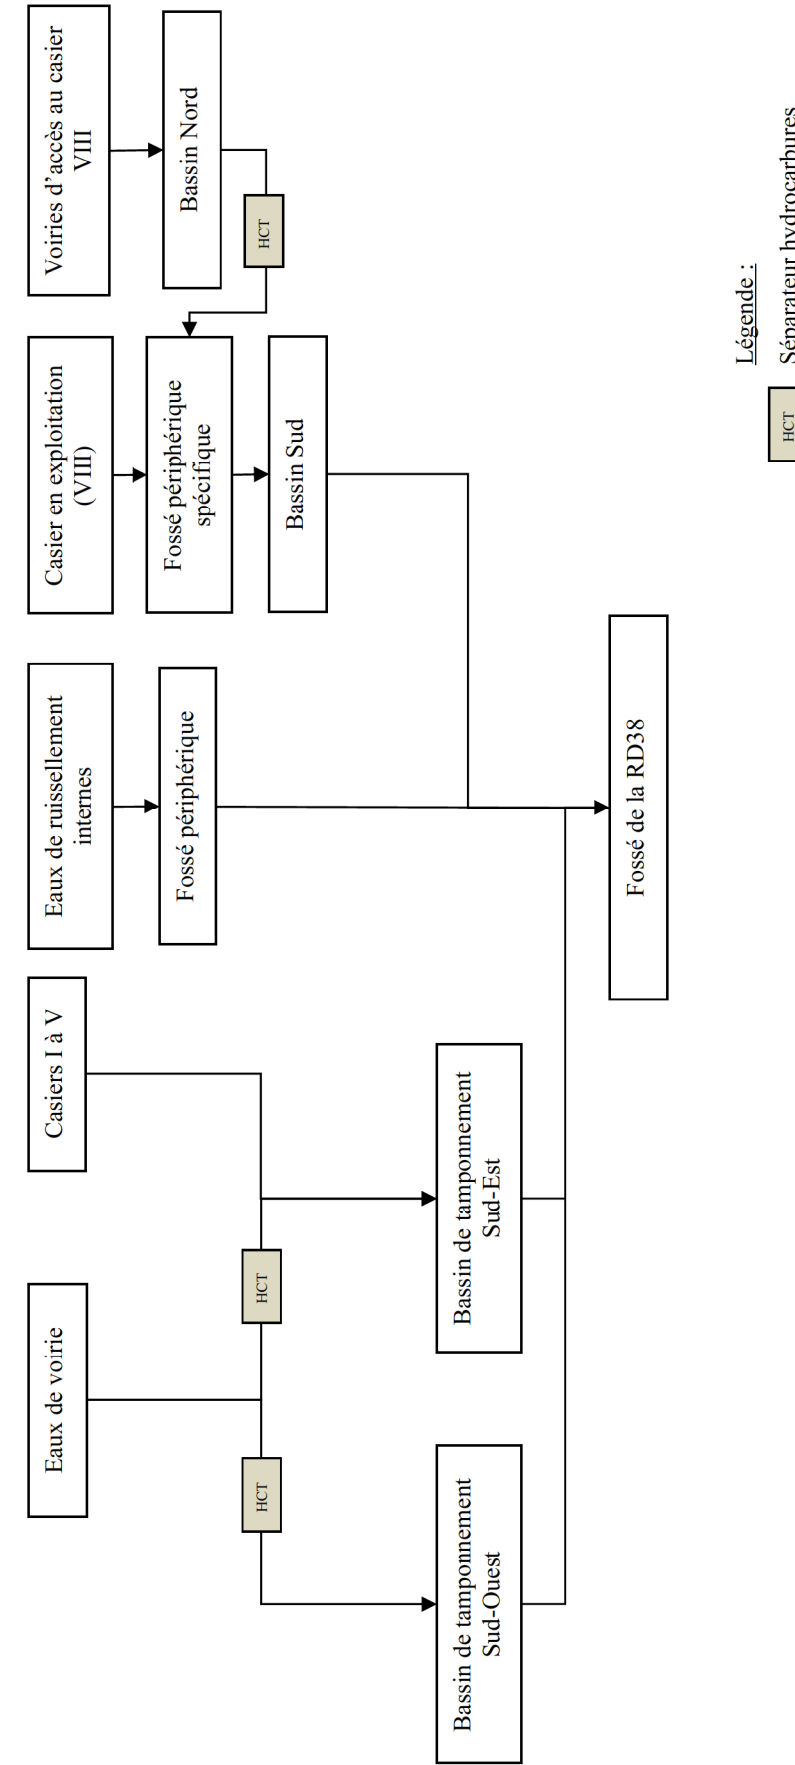 Eaux de voirie
Casiers I à V
Eaux de ruissellement
internes
Casier en exploitation
(VIII)
Voiries d'accès au casier
VIII
Fossé périphérique
Fossé périphérique
spécifique
Bassin Nord
HCT
HCT
HCT
Bassin Sud
Bassin de tamponnement
Sud-Ouest
Bassin de tamponnement
Sud-Est
Fossé de la RD38
Légende :
HCT
Séparateur hydrocarbures